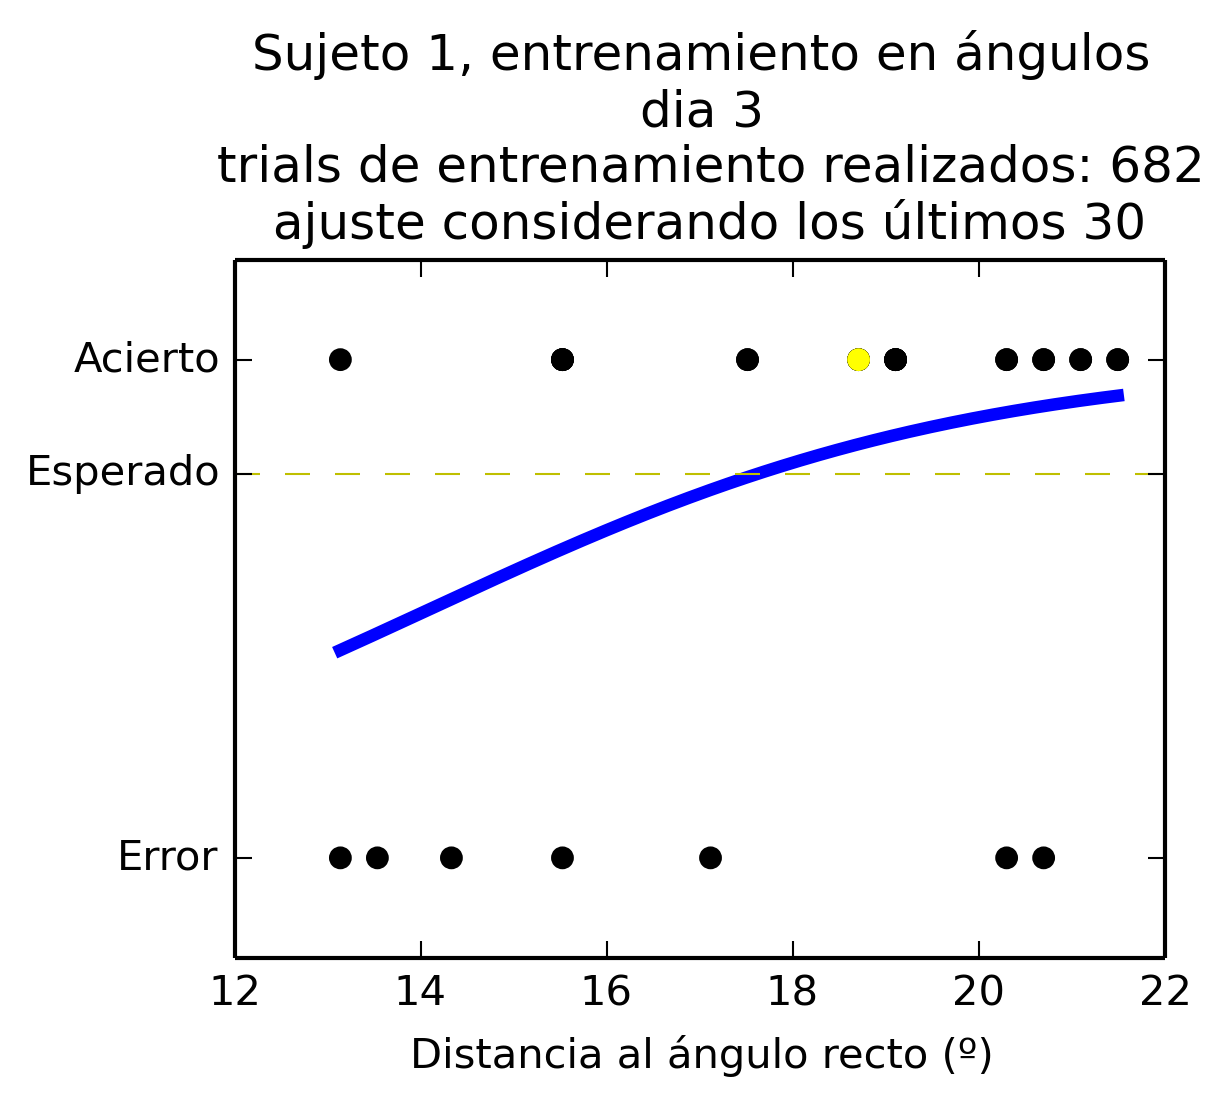 Sujeto 1, entrenamiento en ángulos
dia 3
trials de entrenamiento realizados: 682
ajuste considerando los últimos 30
Acierto
Esperado
Error
12 14 16 18 20 22
Distancia al ángulo recto (º)